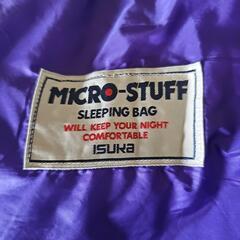 MICRO-STUFF
SLEEPING BAG
WILL KEEP YOUR NIGHT
COMFORTABLE
ISUKA